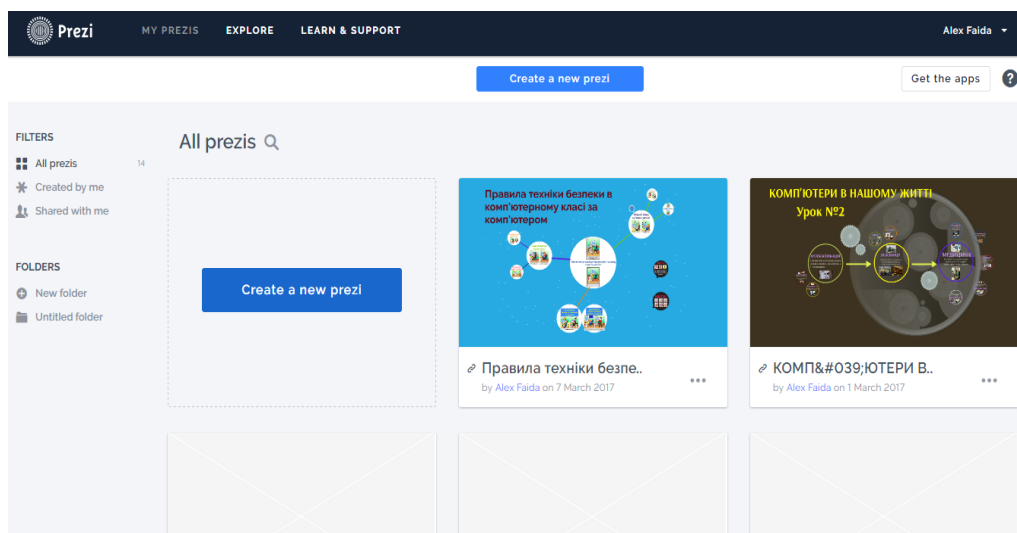 Prezi
MY PREZIS
EXPLORE
LEARN & SUPPORT
Alex Faida
Create a new prezi
Get the apps
?
FILTERS
All prezis
14
Created by me
Shared with me
FOLDERS
New folder
Untitled folder
All prezis
Create a new prezi
Правила техніки безпеки в
комп'ютерному класі за
комп'ютером
Правила техніки безпе..
by Alex Faida on 7 March 2017
КОМП'ЮТЕРИ В НАШОМУ ЖИТТІ
Урок №2
КОМП&#039;ЮТЕРИ В..
by Alex Faida on 1 March 2017